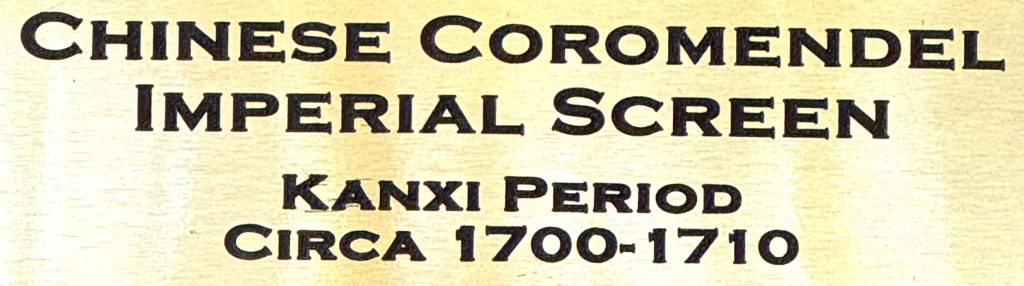 CHINESE COROMENDEL
IMPERIAL SCREEN
KANXI PERIOD
CIRCA 1700-1710